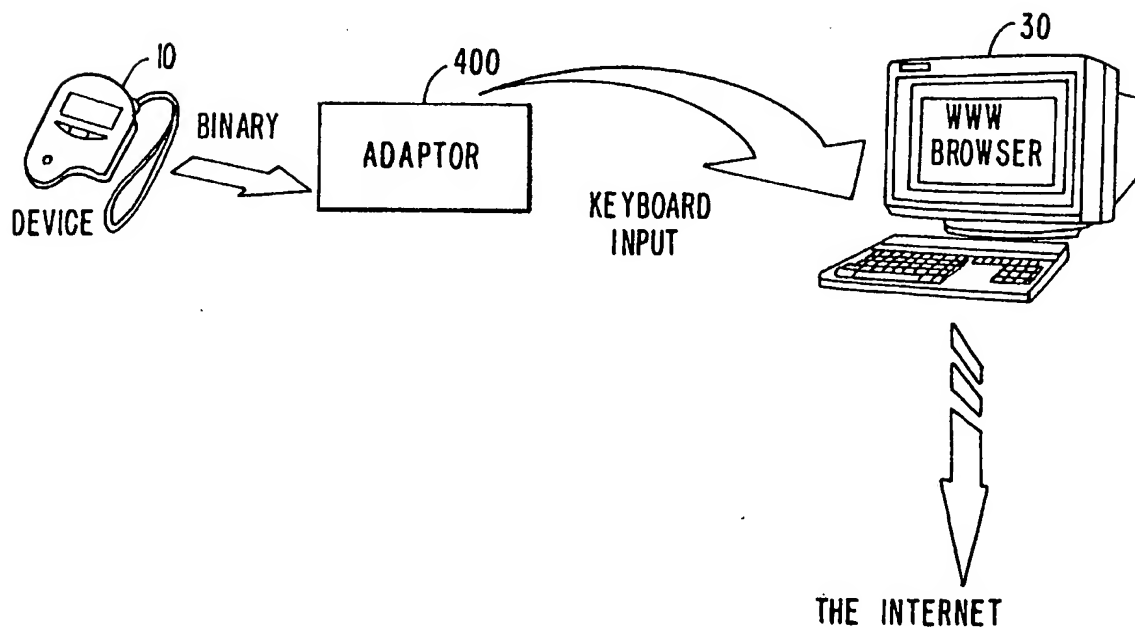 10
400
30
BINARY
ADAPTOR
WWW
BROWSER
DEVICE
KEYBOARD
INPUT
THE INTERNET